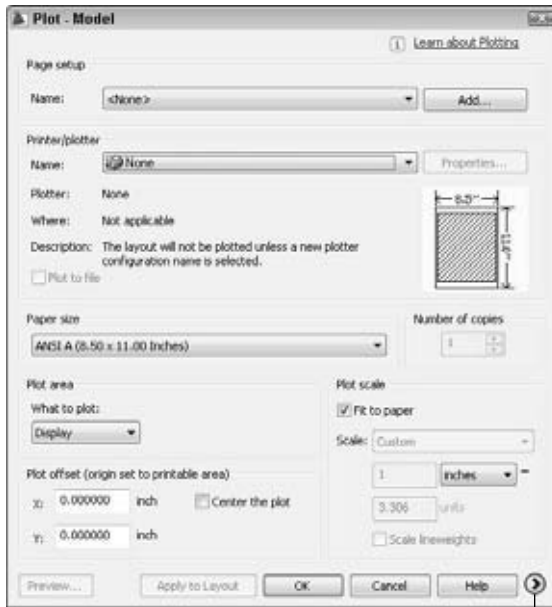 Plot - Model
Learn about Plotting
Page setup
Name: <None> Add...
Printer/plotter
Name: None Properties...
Plotter: None
Where: Not applicable
Description: The layout will not be plotted unless a new plotter
configuration name is selected.
Plot to file
8.5"
11.0"
Paper size
Number of copies
ANSI A (8.50 x 11.00 Inches)
1
Plot area
Plot scale
What to plot:
Fit to paper
Display
Scale: Custom
1 inches =
Plot offset (origin set to printable area)
X: 0.000000 inch Center the plot
3.306 units
Y: 0.000000 inch
Scale lineweights
Preview... Apply to Layout OK Cancel Help